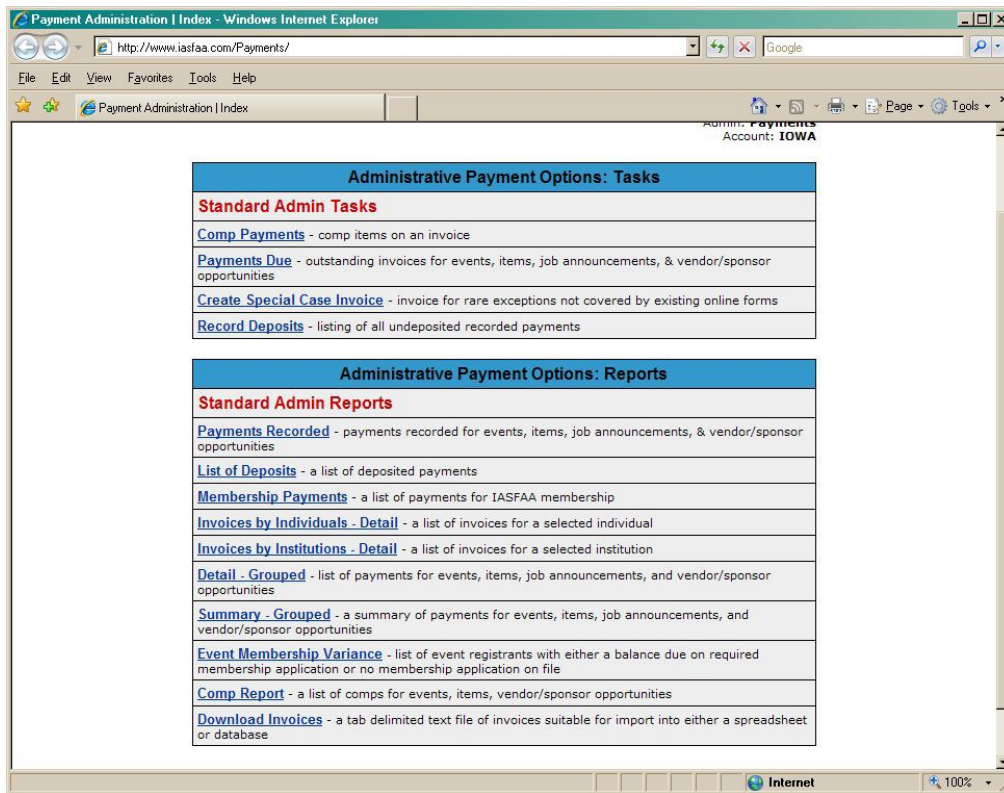 Payment Administration | Index - Windows Internet Explorer
http://www.iasfaa.com/Payments/
Google
File Edit View Favorites Tools Help
Payment Administration | Index
Page Tools
Admin: Payments
Account: IOWA
Administrative Payment Options: Tasks
Standard Admin Tasks
Comp Payments - comp items on an invoice
Payments Due - outstanding invoices for events, items, job announcements, & vendor/sponsor
opportunities
Create Special Case Invoice - invoice for rare exceptions not covered by existing online forms
Record Deposits - listing of all undeposited recorded payments
Administrative Payment Options: Reports
Standard Admin Reports
Payments Recorded - payments recorded for events, items, job announcements, & vendor/sponsor
opportunities
List of Deposits - a list of deposited payments
Membership Payments - a list of payments for IASFAA membership
Invoices by Individuals - Detail - a list of invoices for a selected individual
Invoices by Institutions - Detail - a list of invoices for a selected institution
Detail - Grouped - list of payments for events, items, job announcements, and vendor/sponsor
opportunities
Summary - Grouped - a summary of payments for events, items, job announcements, and
vendor/sponsor opportunities
Event Membership Variance - list of event registrants with either a balance due on required
membership application or no membership application on file
Comp Report - a list of comps for events, items, vendor/sponsor opportunities
Download Invoices - a tab delimited text file of invoices suitable for import into either a spreadsheet
or database
Internet
100%